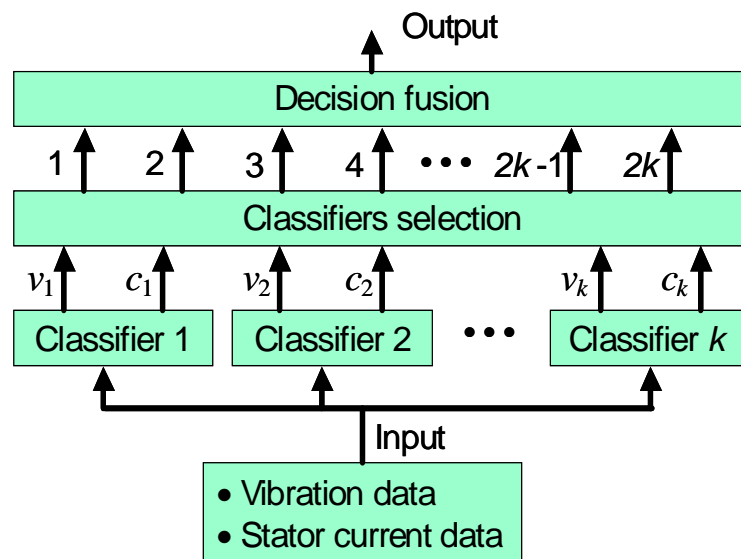 Output
Decision fusion
1 2 3 4 ••• 2k-1 2k
Classifiers selection
v₁ c₁ v₂ c₂ vₖ cₖ
Classifier 1 Classifier 2 ••• Classifier k
Input
• Vibration data
• Stator current data